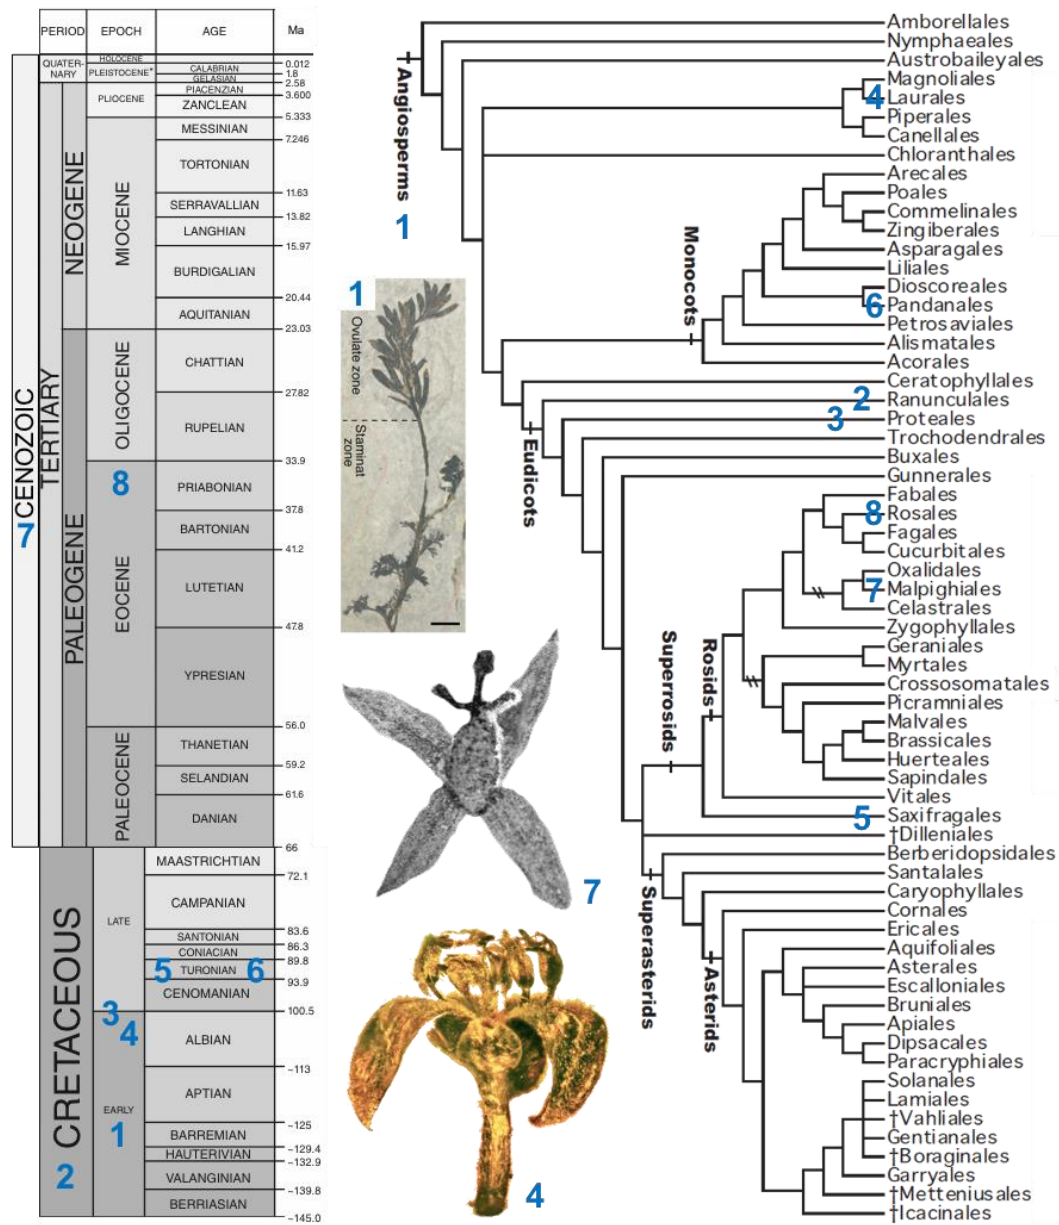 PERIOD EPOCH AGE Ma
QUATER-
NARY
HOLOCENE
0.012
PLEISTOCENE*
CALABRIAN
1.8
GELASIAN
2.58
PIACENZIAN
3.600
PLIOCENE
ZANCLEAN
5.333
MESSINIAN
7.246
TORTONIAN
11.63
SERRAVALLIAN
13.82
LANGHIAN
15.97
BURDIGALIAN
20.44
AQUITANIAN
23.03
NEOGENE
MIOCENE
CHATTIAN
27.82
RUPELIAN
33.9
OLIGOCENE
CENOZOIC
7
TERTIARY
PALEOGENE
8
EOCENE
PRIABONIAN
37.8
BARTONIAN
41.2
LUTETIAN
47.8
YPRESIAN
56.0
PALEOCENE
THANETIAN
59.2
SELANDIAN
61.6
DANIAN
66
CRETACEOUS
2
LATE
MAASTRICHTIAN
72.1
CAMPANIAN
83.6
SANTONIAN
86.3
CONIACIAN
89.8
5 TURONIAN 6
93.9
CENOMANIAN
100.5
3
4
ALBIAN
~113
APTIAN
~125
EARLY
1
BARREMIAN
~129.4
HAUTERIVIAN
~132.9
VALANGINIAN
~139.8
BERRIASIAN
~145.0
Angiosperms
1
1
Ovulate zone
Staminat
zone
7
4
Monocots
Eudicots
Superrosids
Rosids
Superasterids
Asterids
Amborellales
Nymphaeales
Austrobaileyales
Magnoliales
4
Laurales
Piperales
Canellales
Chloranthales
Arecales
Poales
Commelinales
Zingiberales
Asparagales
Liliales
Dioscoreales
6
Pandanales
Petrosaviales
Alismatales
Acorales
Ceratophyllales
2
Ranunculales
3
Proteales
Trochodendrales
Buxales
Gunnerales
Fabales
8
Rosales
Fagales
Cucurbitales
Oxalidales
7
Malpighiales
Celastrales
Zygophyllales
Geraniales
Myrtales
Crossosomatales
Picramniales
Malvales
Brassicales
Huerteales
Sapindales
Vitales
5
Saxifragales
†Dilleniales
Berberidopsidales
Santalales
Caryophyllales
Cornales
Ericales
Aquifoliales
Asterales
Escalloniales
Bruniales
Apiales
Dipsacales
Paracryphiales
Solanales
Lamiales
†Vahliales
Gentianales
†Boraginales
Garryales
†Metteniusales
†Icacinales